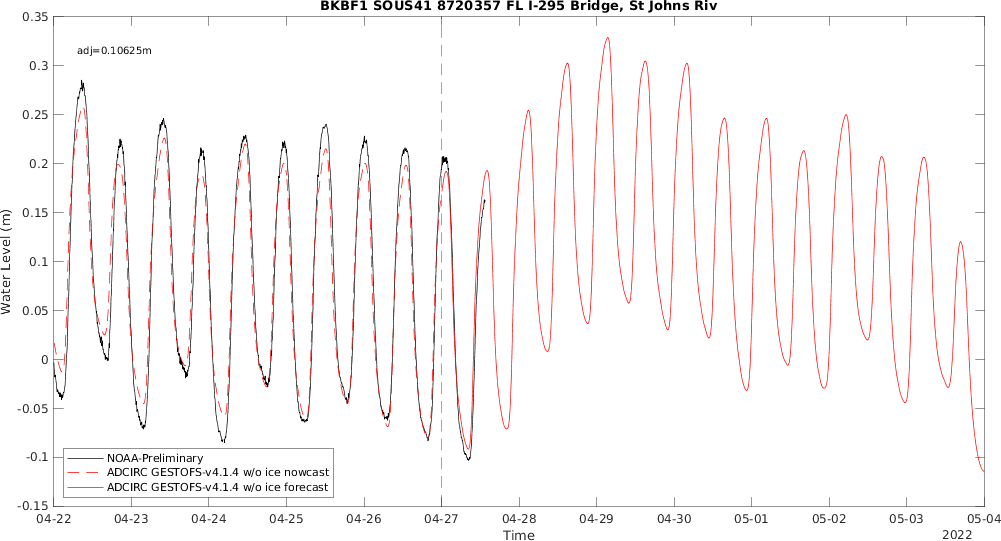 BKBF1 SOUS41 8720357 FL I-295 Bridge, St Johns Riv
adj=0.10625m
0.35
0.3
0.25
0.2
0.15
0.1
0.05
0
-0.05
-0.1
-0.15
Water Level (m)
NOAA-Preliminary
ADCIRC GESTOFS-v4.1.4 w/o ice nowcast
ADCIRC GESTOFS-v4.1.4 w/o ice forecast
04-22 04-23 04-24 04-25 04-26 04-27 04-28 04-29 04-30 05-01 05-02 05-03 05-04
Time
2022